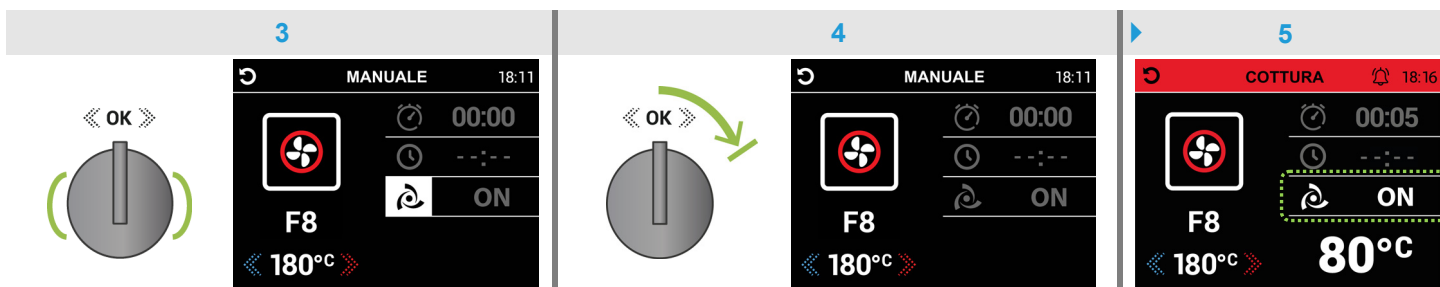 3
4
5
OK
MANUALE 18:11
00:00
--:--
ON
F8
180°C
OK
MANUALE 18:11
00:00
--:--
ON
F8
180°C
COTTURA 18:16
00:05
--:--
ON
F8
180°C
80°C